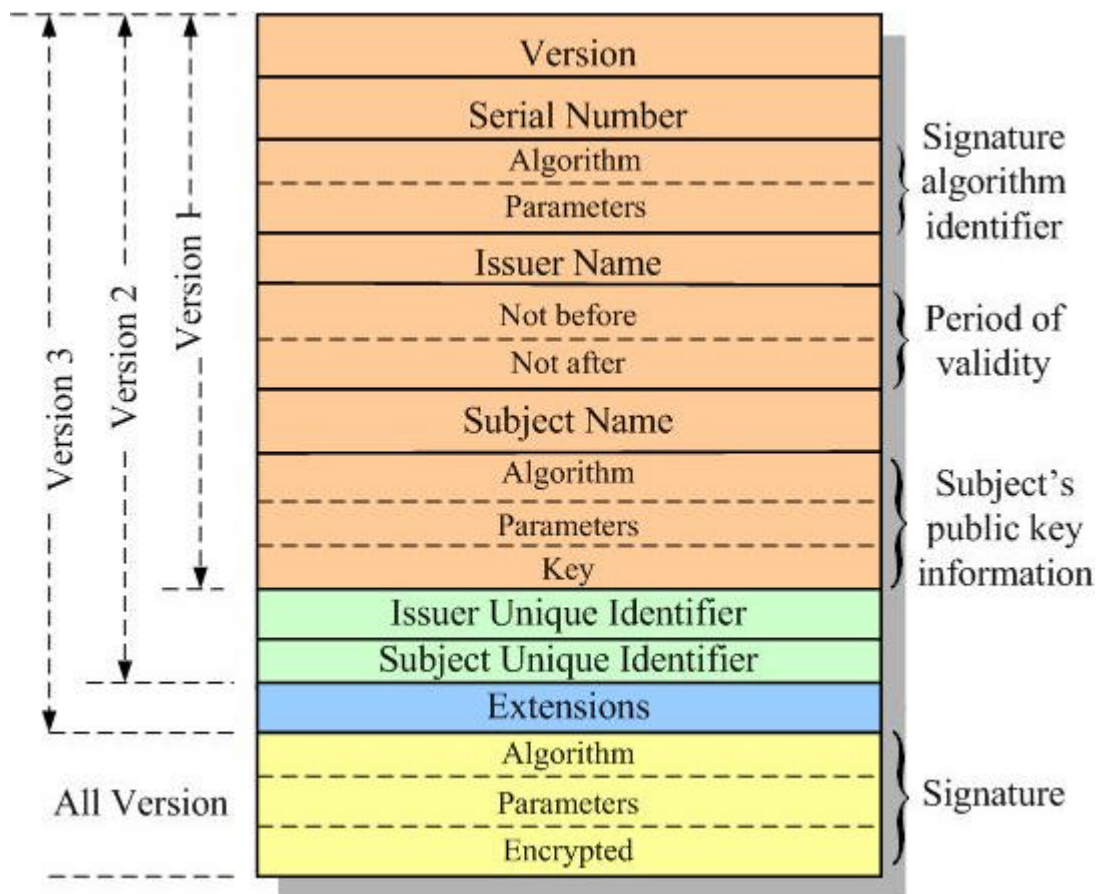 Version
Serial Number
Algorithm
Parameters
Signature
algorithm
identifier
Issuer Name
Not before
Not after
Period of
validity
Subject Name
Algorithm
Parameters
Key
Subject's
public key
information
Issuer Unique Identifier
Subject Unique Identifier
Extensions
Algorithm
Parameters
Encrypted
Signature
Version 3
Version 2
Version 1
All Version